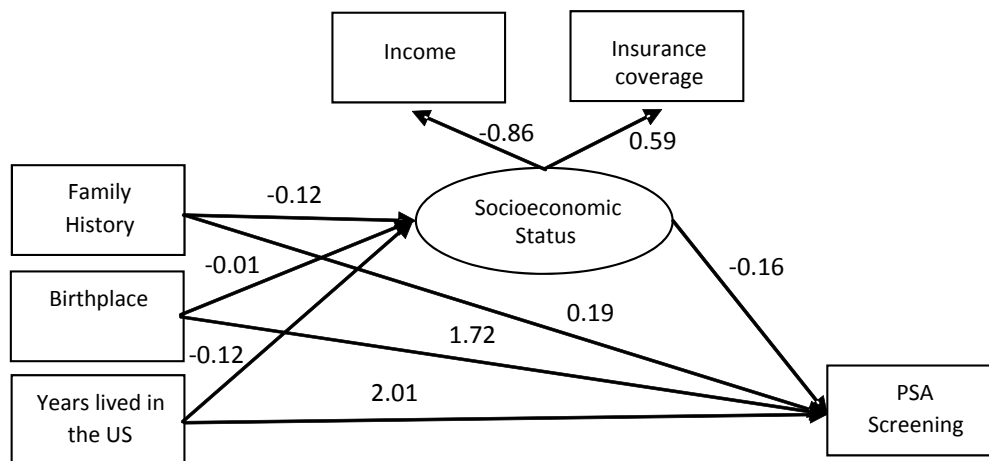 Income
Insurance
coverage
-0.86
0.59
Family
History
-0.12
Socioeconomic
Status
-0.01
-0.16
Birthplace
0.19
1.72
-0.12
Years lived in
the US
2.01
PSA
Screening